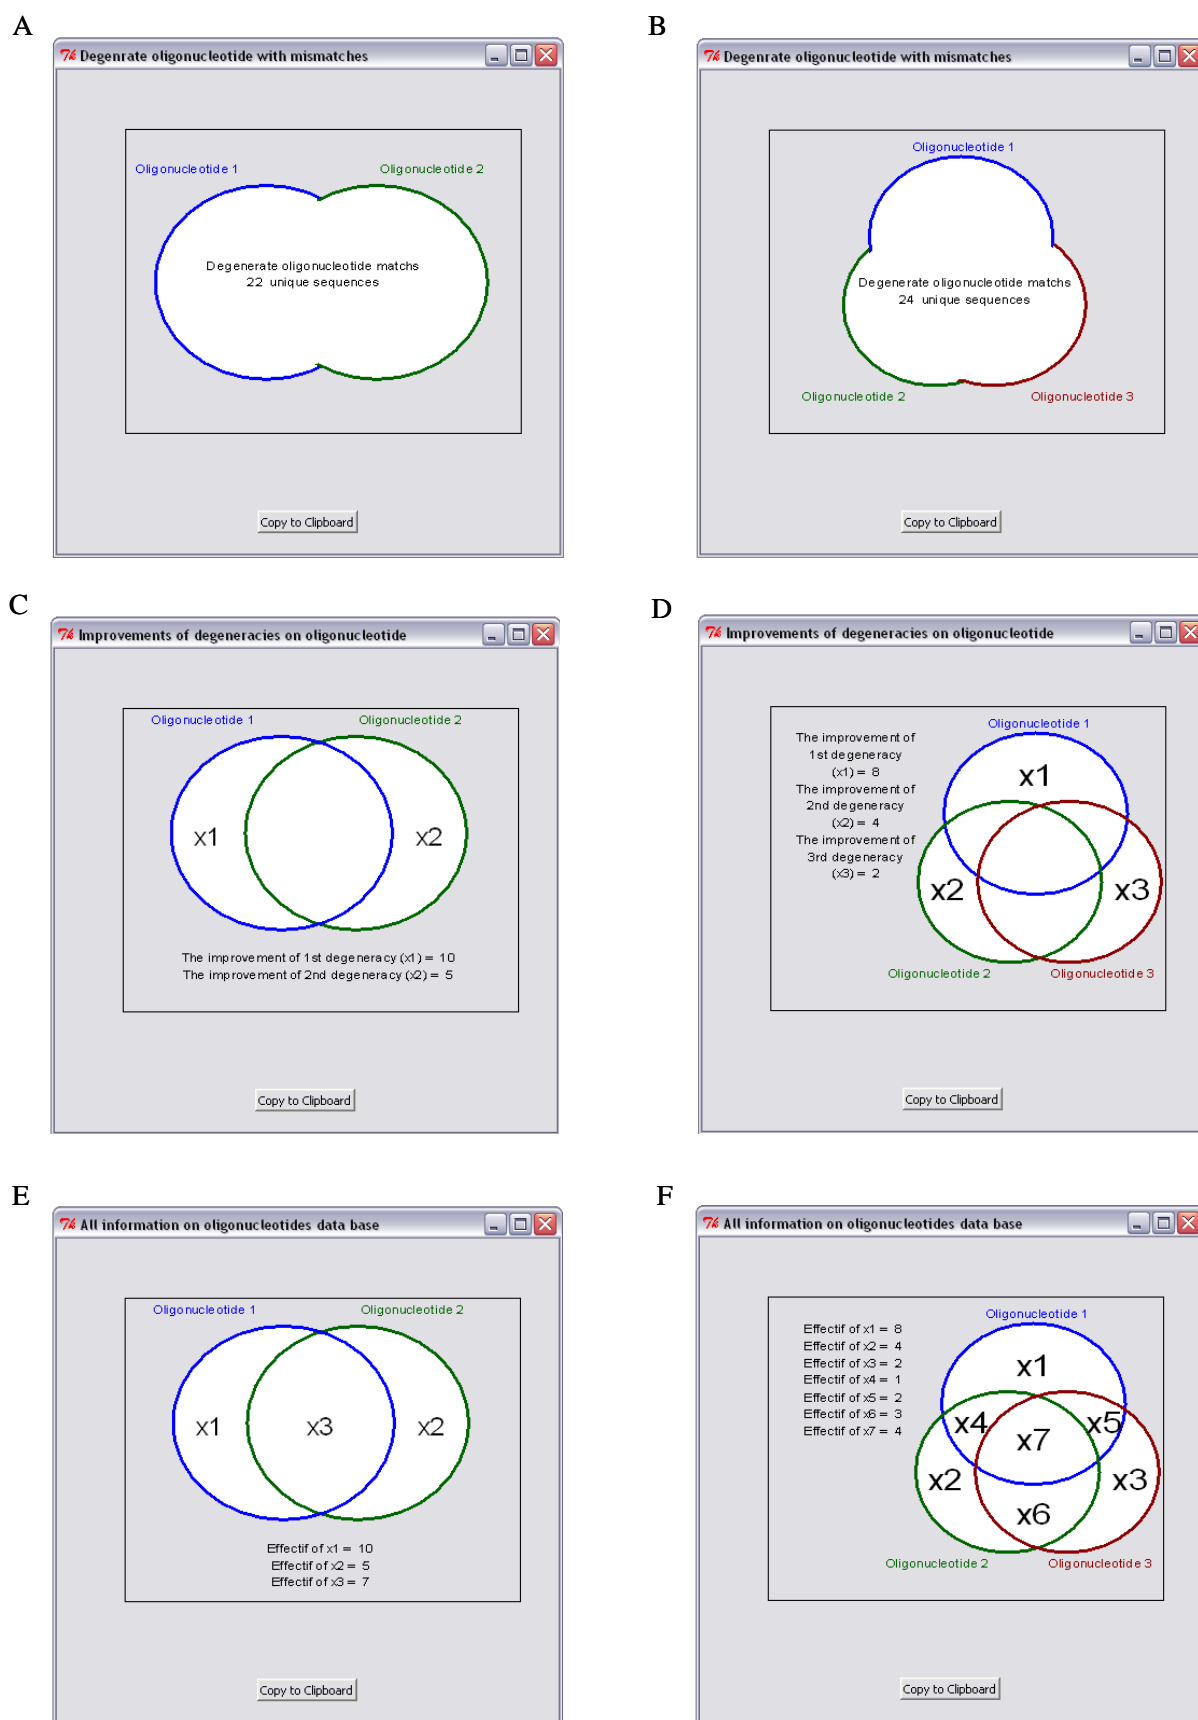 A
7% Degenrate oligonucleotide with mismatches
Oligonucleotide 1
Oligonucleotide 2
Degenerate oligonucleotide matchs
22 unique sequences
Copy to Clipboard
B
7% Degenrate oligonucleotide with mismatches
Oligonucleotide 1
Degenerate oligonucleotide matchs
24 unique sequences
Oligonucleotide 2
Oligonucleotide 3
Copy to Clipboard
C
7% Improvements of degeneracies on oligonucleotide
Oligonucleotide 1
Oligonucleotide 2
x1
x2
The improvement of 1st degeneracy (x1) = 10
The improvement of 2nd degeneracy (x2) = 5
Copy to Clipboard
D
7% Improvements of degeneracies on oligonucleotide
Oligonucleotide 1
The improvement of
1st degeneracy
(x1) = 8
The improvement of
2nd degeneracy
(x2) = 4
The improvement of
3rd degeneracy
(x3) = 2
x1
x2
x3
Oligonucleotide 2
Oligonucleotide 3
Copy to Clipboard
E
7% All information on oligonucleotides data base
Oligonucleotide 1
Oligonucleotide 2
x1
x3
x2
Effectif of x1 = 10
Effectif of x2 = 5
Effectif of x3 = 7
Copy to Clipboard
F
7% All information on oligonucleotides data base
Oligonucleotide 1
Effectif of x1 = 8
Effectif of x2 = 4
Effectif of x3 = 2
Effectif of x4 = 1
Effectif of x5 = 2
Effectif of x6 = 3
Effectif of x7 = 4
x1
x4
x5
x7
x2
x3
x6
Oligonucleotide 2
Oligonucleotide 3
Copy to Clipboard